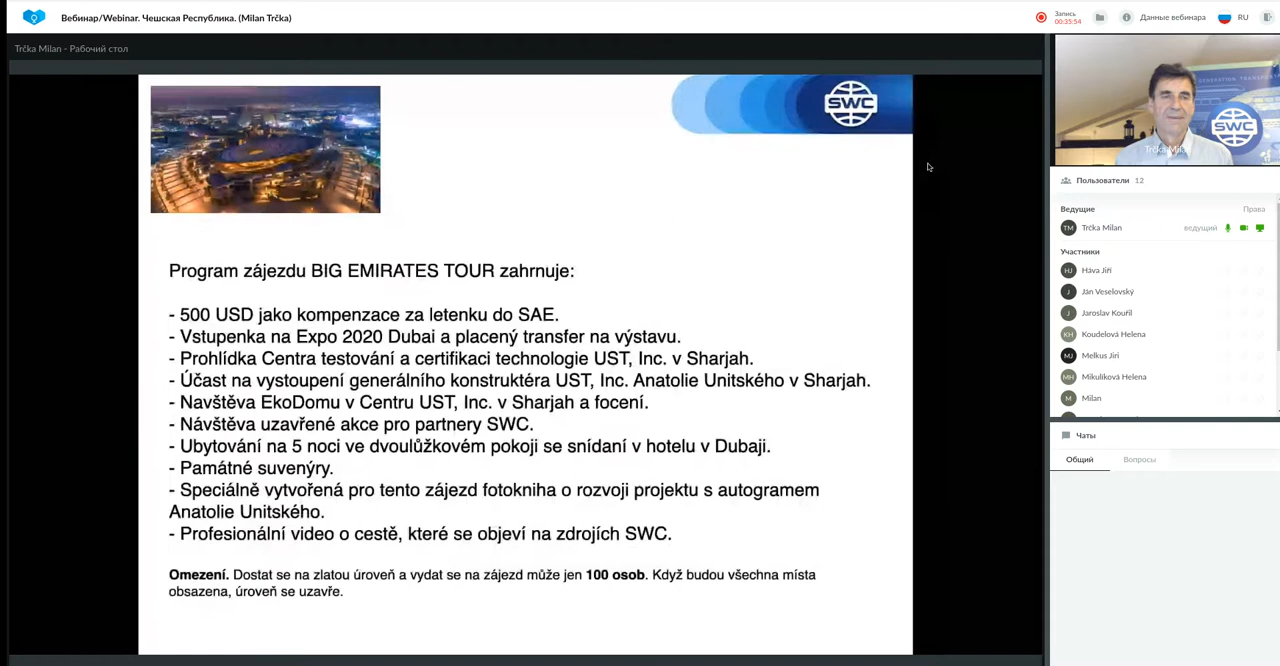 Вебинар/Webinar. Чешская Республика. (Milan Trčka)
Запись
00:35:54
Данные вебинара
RU
Trčka Milan - Рабочий стол
SWC
Program zájezdu BIG EMIRATES TOUR zahrnuje:
- 500 USD jako kompenzace za letenku do SAE.
- Vstupenka na Expo 2020 Dubai a placený transfer na výstavu.
- Prohlídka Centra testování a certifikaci technologie UST, Inc. v Sharjah.
- Účast na vystoupení generálního konstruktéra UST, Inc. Anatolie Unitského v Sharjah.
- Navštěva EkoDomu v Centru UST, Inc. v Sharjah a focení.
- Návštěva uzavřené akce pro partnery SWC.
- Ubytování na 5 noci ve dvoulůžkovém pokoji se snídaní v hotelu v Dubaji.
- Památné suvenýry.
- Speciálně vytvořená pro tento zájezd fotokniha o rozvoji projektu s autogramem
Anatolie Unitského.
- Profesionální video o cestě, které se objeví na zdrojích SWC.
Omezení. Dostat se na zlatou úroveň a vydat se na zájezd může jen 100 osob. Když budou všechna místa
obsazena, úroveň se uzavře.
SWC
Trčka Milan
Пользователи 12
Ведущие Права
TM Trčka Milan ведущий
Участники
HJ Háva Jiří
J Ján Veselovský
J Jaroslav Kouřil
KH Koudelová Helena
MJ Melkus Jiri
MH Mikulíková Helena
M Milan
Чаты
Общий Вопросы